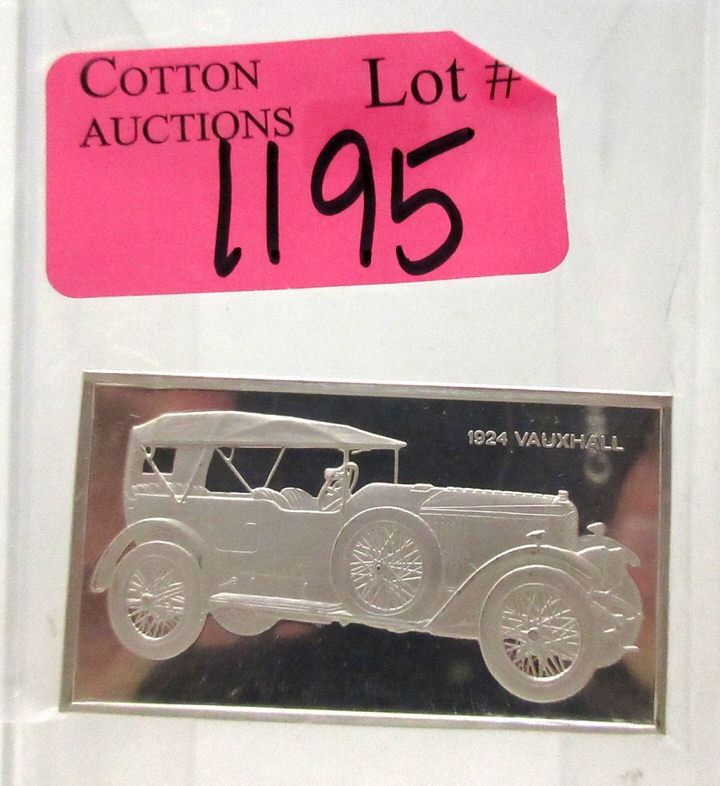 COTTON
AUCTIONS
Lot #
1195
1924 VAUXHALL